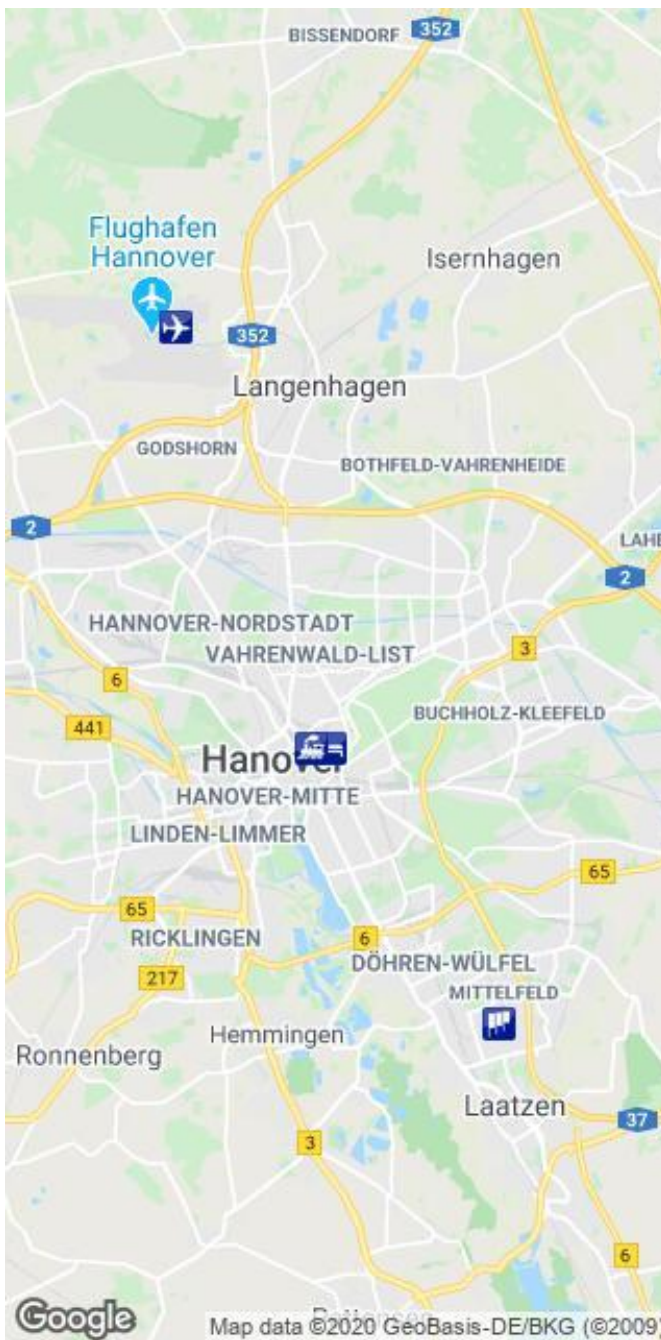 BISSENDORF
352
Flughafen
Hannover
Isernhagen
352
Langenhagen
GODSHORN
BOTHFELD-VAHRENHEIDE
2
LAHE
2
HANNOVER-NORDSTADT
VAHRENWALD-LIST
3
6
BUCHHOLZ-KLEEFELD
441
Hanover
HANOVER-MITTE
LINDEN-LIMMER
65
65
6
RICKLINGEN
DÖHREN-WÜLFEL
217
MITTELFELD
Hemmingen
Ronnenberg
Laatzen
37
3
6
Google
Map data ©2020 GeoBasis-DE/BKG (©2009)